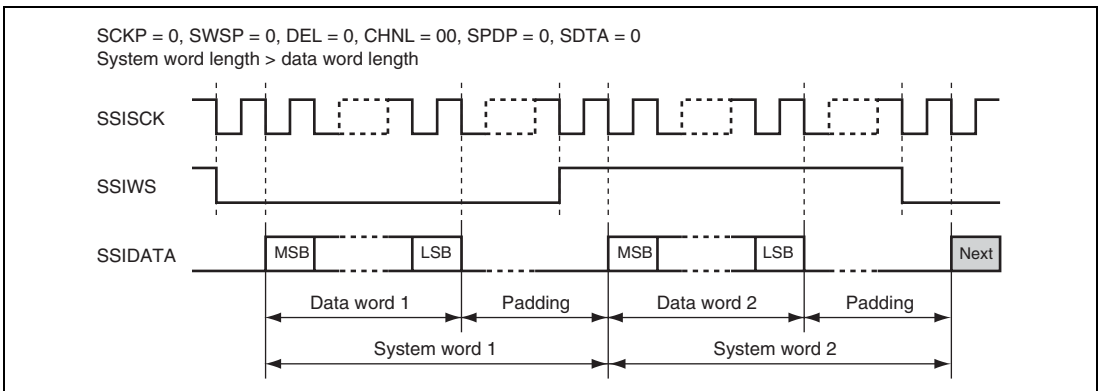 SCKP = 0, SWSP = 0, DEL = 0, CHNL = 00, SPDP = 0, SDTA = 0
System word length > data word length
SSISCK
SSIWS
SSIDATA MSB LSB MSB LSB Next
Data word 1 Padding Data word 2 Padding
System word 1 System word 2